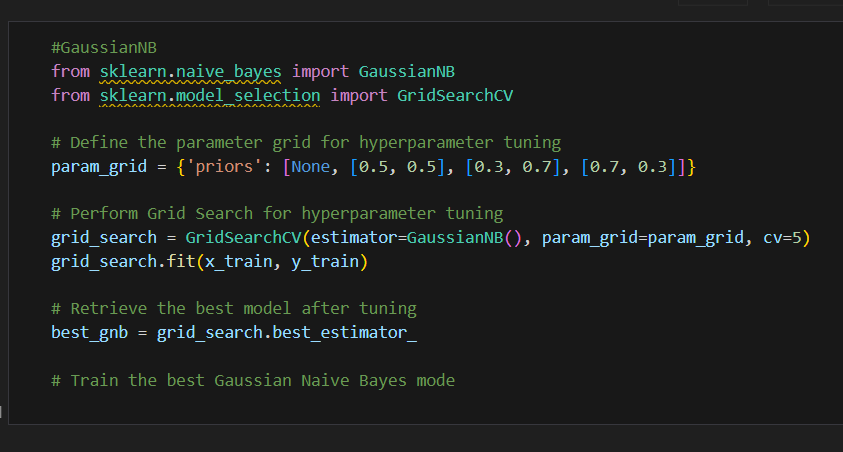 #GaussianNB
from sklearn.naive_bayes import GaussianNB
from sklearn.model_selection import GridSearchCV
# Define the parameter grid for hyperparameter tuning
param_grid = {'priors': [None, [0.5, 0.5], [0.3, 0.7], [0.7, 0.3]]}
# Perform Grid Search for hyperparameter tuning
grid_search = GridSearchCV(estimator=GaussianNB(), param_grid=param_grid, cv=5)
grid_search.fit(x_train, y_train)
# Retrieve the best model after tuning
best_gnb = grid_search.best_estimator_
# Train the best Gaussian Naive Bayes mode